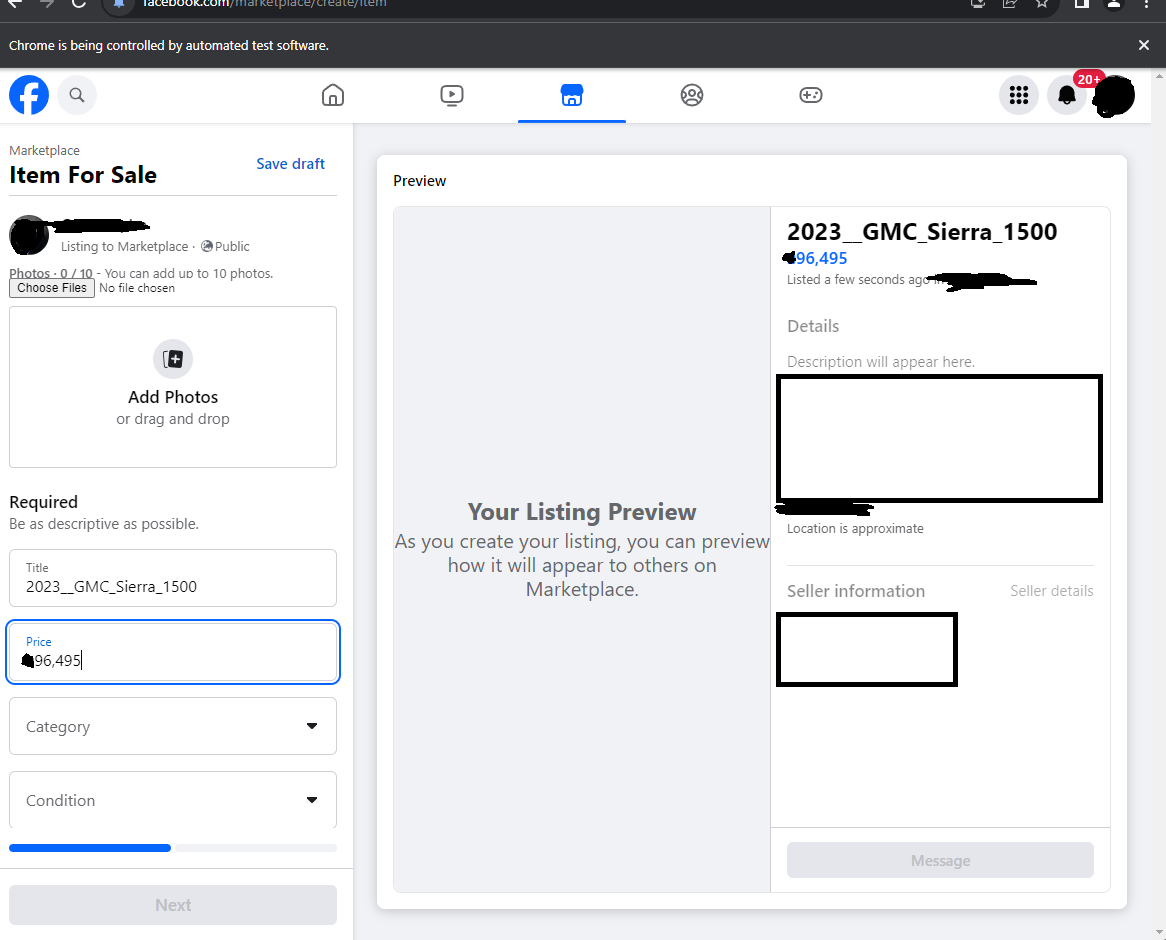 facebook.com/marketplace/create/item
Chrome is being controlled by automated test software.
20+
Marketplace
Item For Sale
Save draft
Listing to Marketplace · Public
Photos · 0 / 10 - You can add up to 10 photos.
Choose Files No file chosen
Add Photos
or drag and drop
Required
Be as descriptive as possible.
Title
2023__GMC_Sierra_1500
Price
96,495
Category
Condition
Next
Preview
Your Listing Preview
As you create your listing, you can preview
how it will appear to others on
Marketplace.
2023__GMC_Sierra_1500
96,495
Listed a few seconds ago in
Details
Description will appear here.
Location is approximate
Seller information
Seller details
Message